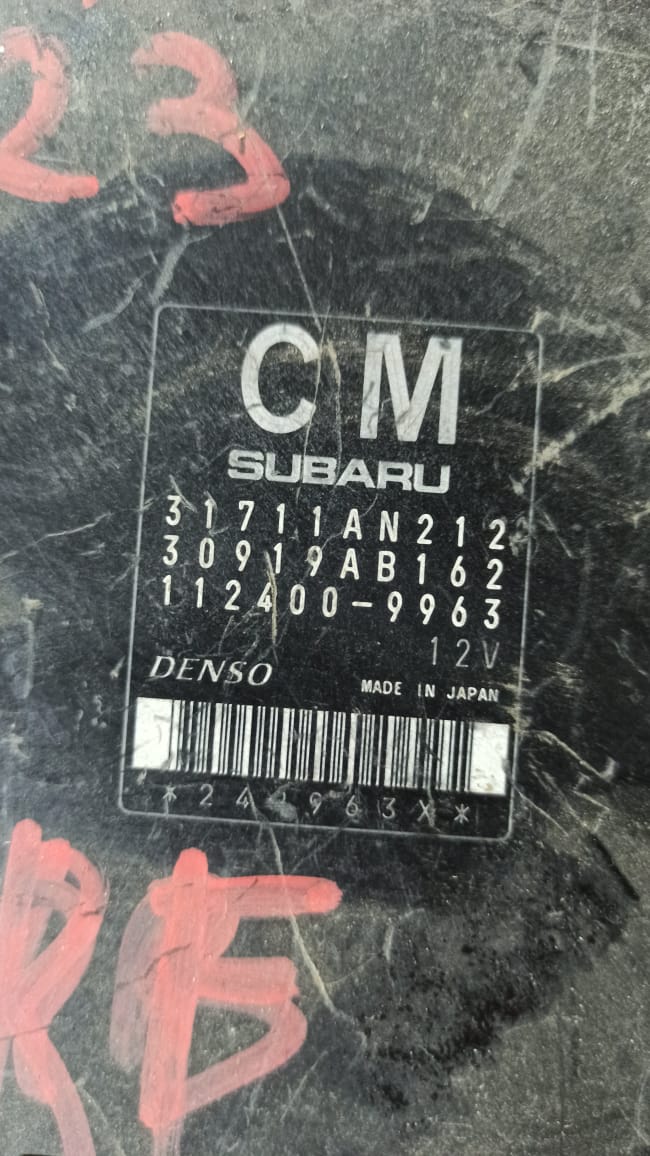 23
CM
SUBARU
31711AN212
30919AB162
112400-9963
12V
DENSO
MADE IN JAPAN